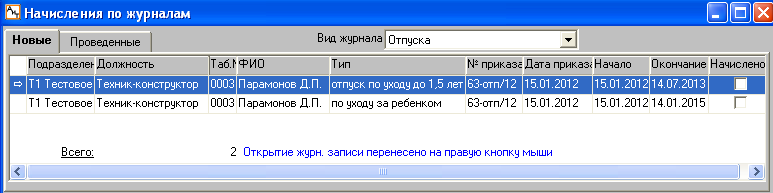 Начисления по журналам
Новые Проведенные Вид журнала Отпуска
Подразделен Должность Таб.N ФИО Тип № приказа Дата приказа Начало Окончание Начислено
Т1 Тестовое Техник-конструктор 0003 Парамонов Д.П. отпуск по уходу до 1,5 лет 63-отп/12 15.01.2012 15.01.2012 14.07.2013
Т1 Тестовое Техник-конструктор 0003 Парамонов Д.П. по уходу за ребенком 63-отп/12 15.01.2012 15.01.2012 14.01.2015
Всего: 2 Открытие журн. записи перенесено на правую кнопку мыши